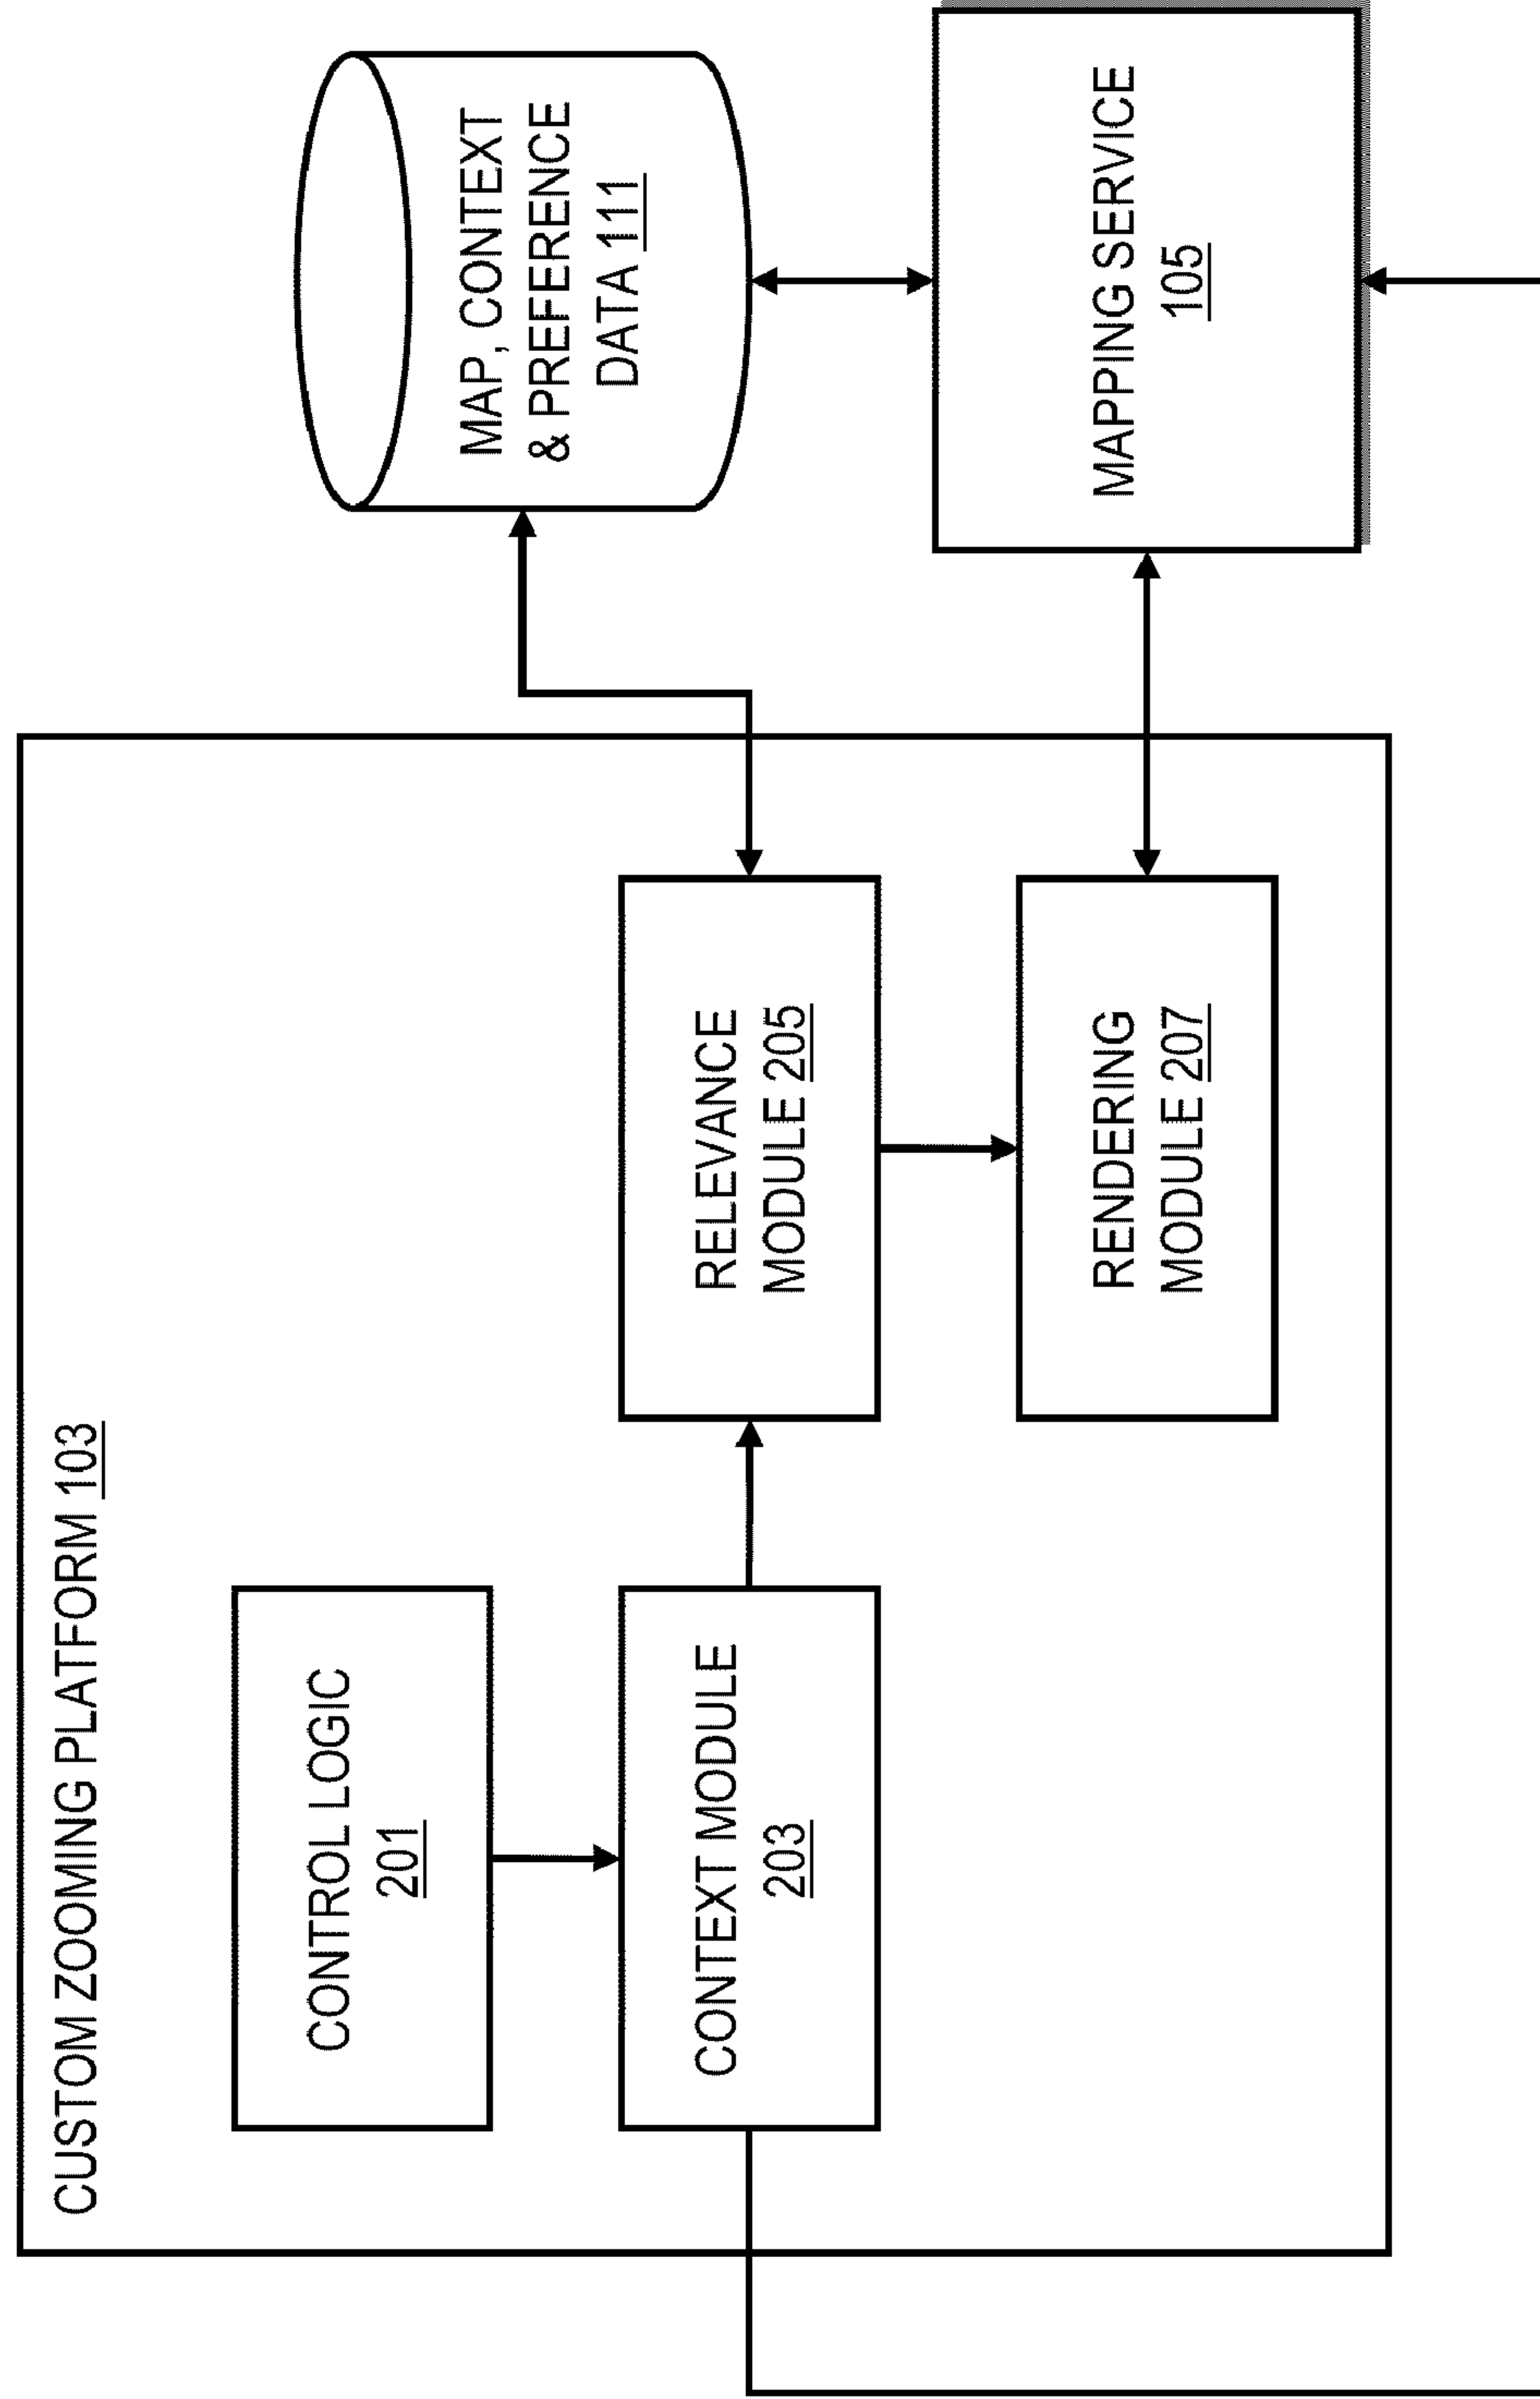 CUSTOM ZOOMING PLATFORM 103
CONTROL LOGIC
201
CONTEXT MODULE
203
RELEVANCE
MODULE 205
RENDERING
MODULE 207
MAP, CONTEXT
& PREFERENCE
DATA 111
MAPPING SERVICE
105